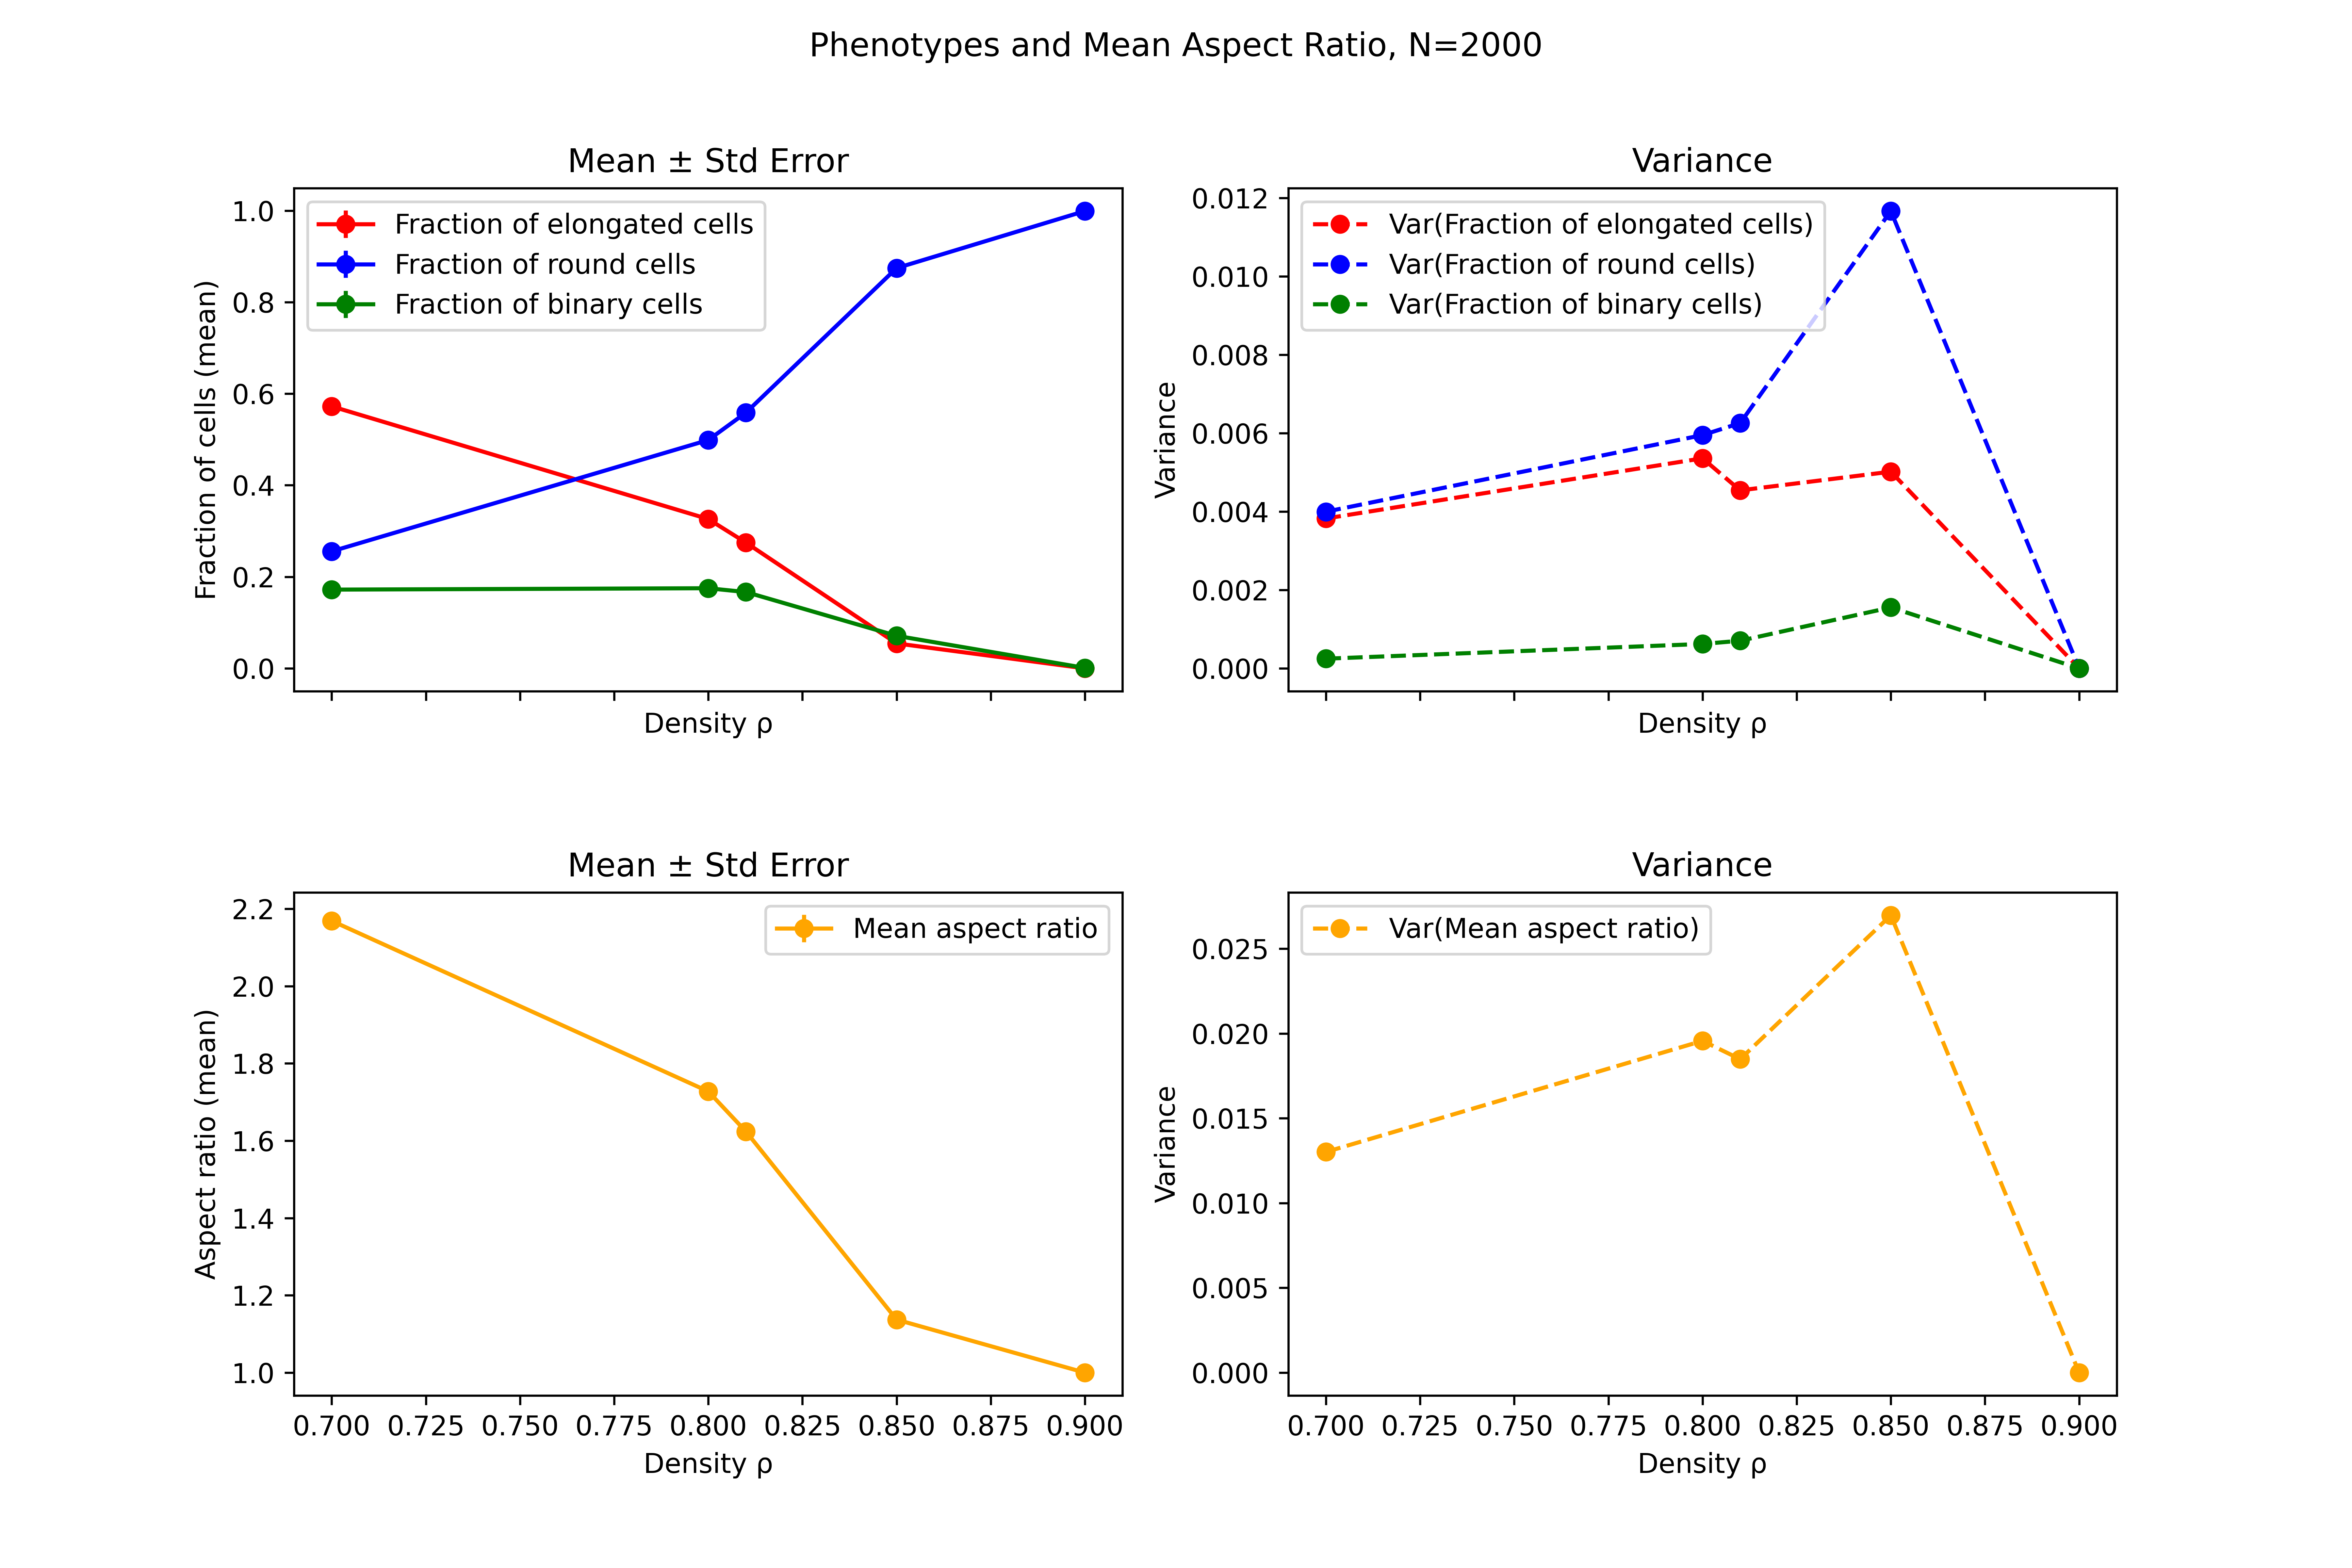 Phenotypes and Mean Aspect Ratio, N=2000
Mean ± Std Error
Fraction of cells (mean)
1.0
0.8
0.6
0.4
0.2
0.0
Fraction of elongated cells
Fraction of round cells
Fraction of binary cells
Density ρ
Variance
Variance
0.012
0.010
0.008
0.006
0.004
0.002
0.000
Var(Fraction of elongated cells)
Var(Fraction of round cells)
Var(Fraction of binary cells)
Density ρ
Mean ± Std Error
Aspect ratio (mean)
2.2
2.0
1.8
1.6
1.4
1.2
1.0
Mean aspect ratio
0.700 0.725 0.750 0.775 0.800 0.825 0.850 0.875 0.900
Density ρ
Variance
Variance
0.025
0.020
0.015
0.010
0.005
0.000
Var(Mean aspect ratio)
0.700 0.725 0.750 0.775 0.800 0.825 0.850 0.875 0.900
Density ρ